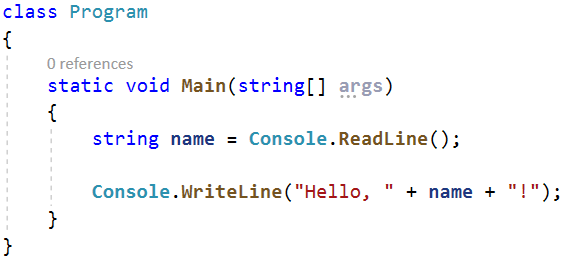 class Program
{
0 references
static void Main(string[] args)
{
string name = Console.ReadLine();
Console.WriteLine("Hello, " + name + "!");
}
}